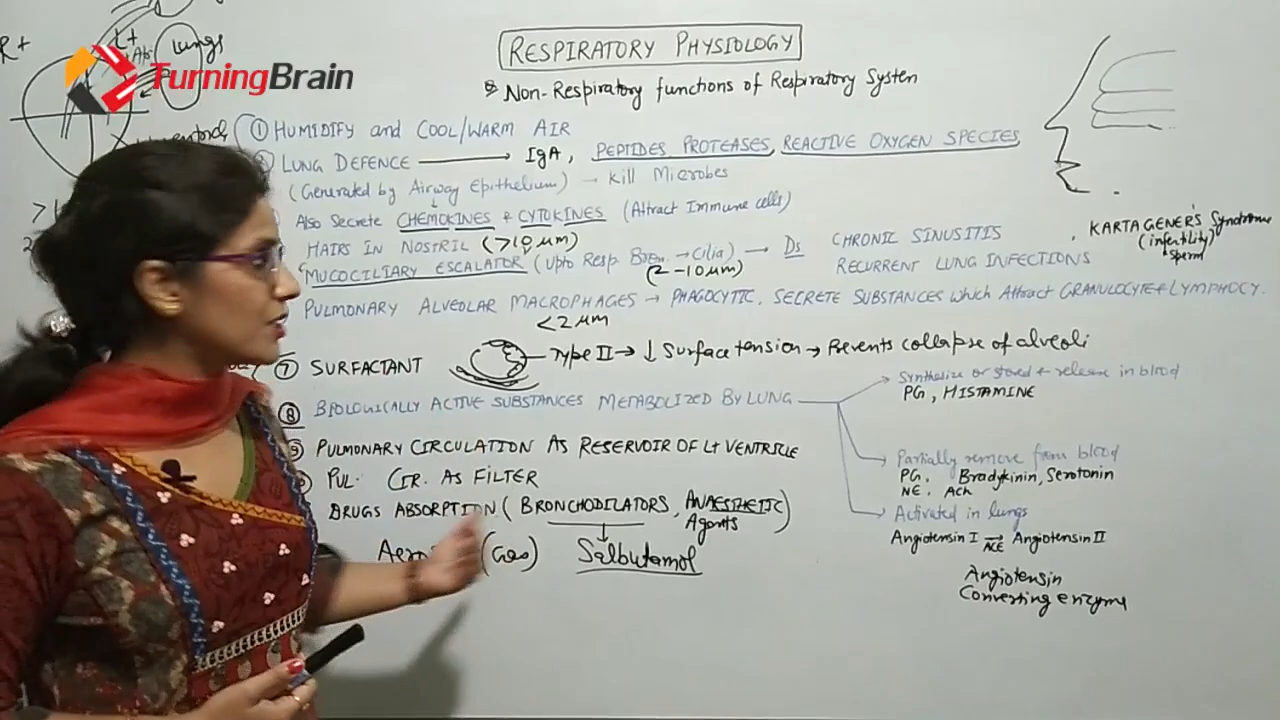 R+
Lt
Lungs
TurningBrain
RESPIRATORY PHYSIOLOGY
Non-Respiratory functions of Respiratory System
① HUMIDIFY and COOL/WARM AIR
LUNG DEFENCE → IgA, PEPTIDES PROTEASES, REACTIVE OXYGEN SPECIES
(Generated by Airway Epithelium) → Kill Microbes
Also Secrete CHEMOKINES & CYTOKINES (Attract Immune cells)
HAIRS IN NOSTRIL (>10 μm)
MUCOCILIARY ESCALATOR (Upto Resp. Bron. → Cilia) → Ds CHRONIC SINUSITIS
(2-10μm) RECURRENT LUNG INFECTIONS
KARTAGENER'S Syndrome
(infertility)
sperm
PULMONARY ALVEOLAR MACROPHAGES → PHAGOCYTIC, SECRETE SUBSTANCES which Attract GRANULOCYTE & LYMPHOCY.
<2 μm
⑦ SURFACTANT Type II → ↓ Surface tension → Prevents collapse of alveoli
⑧ BIOLOGICALLY ACTIVE SUBSTANCES METABOLIZED BY LUNG
Synthesize or stored & release in blood
PG, HISTAMINE
Partially remove from blood
PG, Bradykinin, Serotonin
NE, Ach
Activated in lungs
Angiotensin I → Angiotensin II
ACE
Angiotensin
Converting enzyme
PULMONARY CIRCULATION AS RESERVOIR OF Lt VENTRICLE
PUL. CIR. AS FILTER
DRUGS ABSORPTION (BRONCHODILATORS, ANAESTHETIC
Agents)
(Gas) Salbutamol